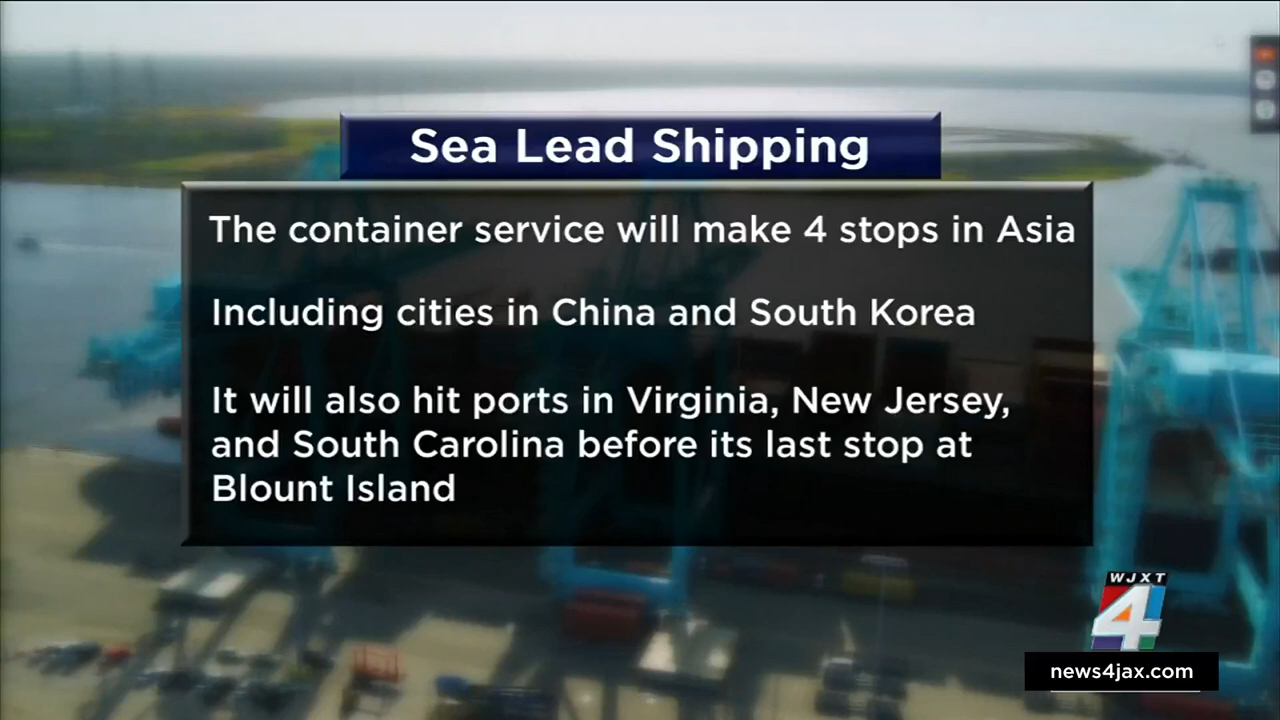 Sea Lead Shipping
The container service will make 4 stops in Asia
Including cities in China and South Korea
It will also hit ports in Virginia, New Jersey,
and South Carolina before its last stop at
Blount Island
WJXT
4
news4jax.com